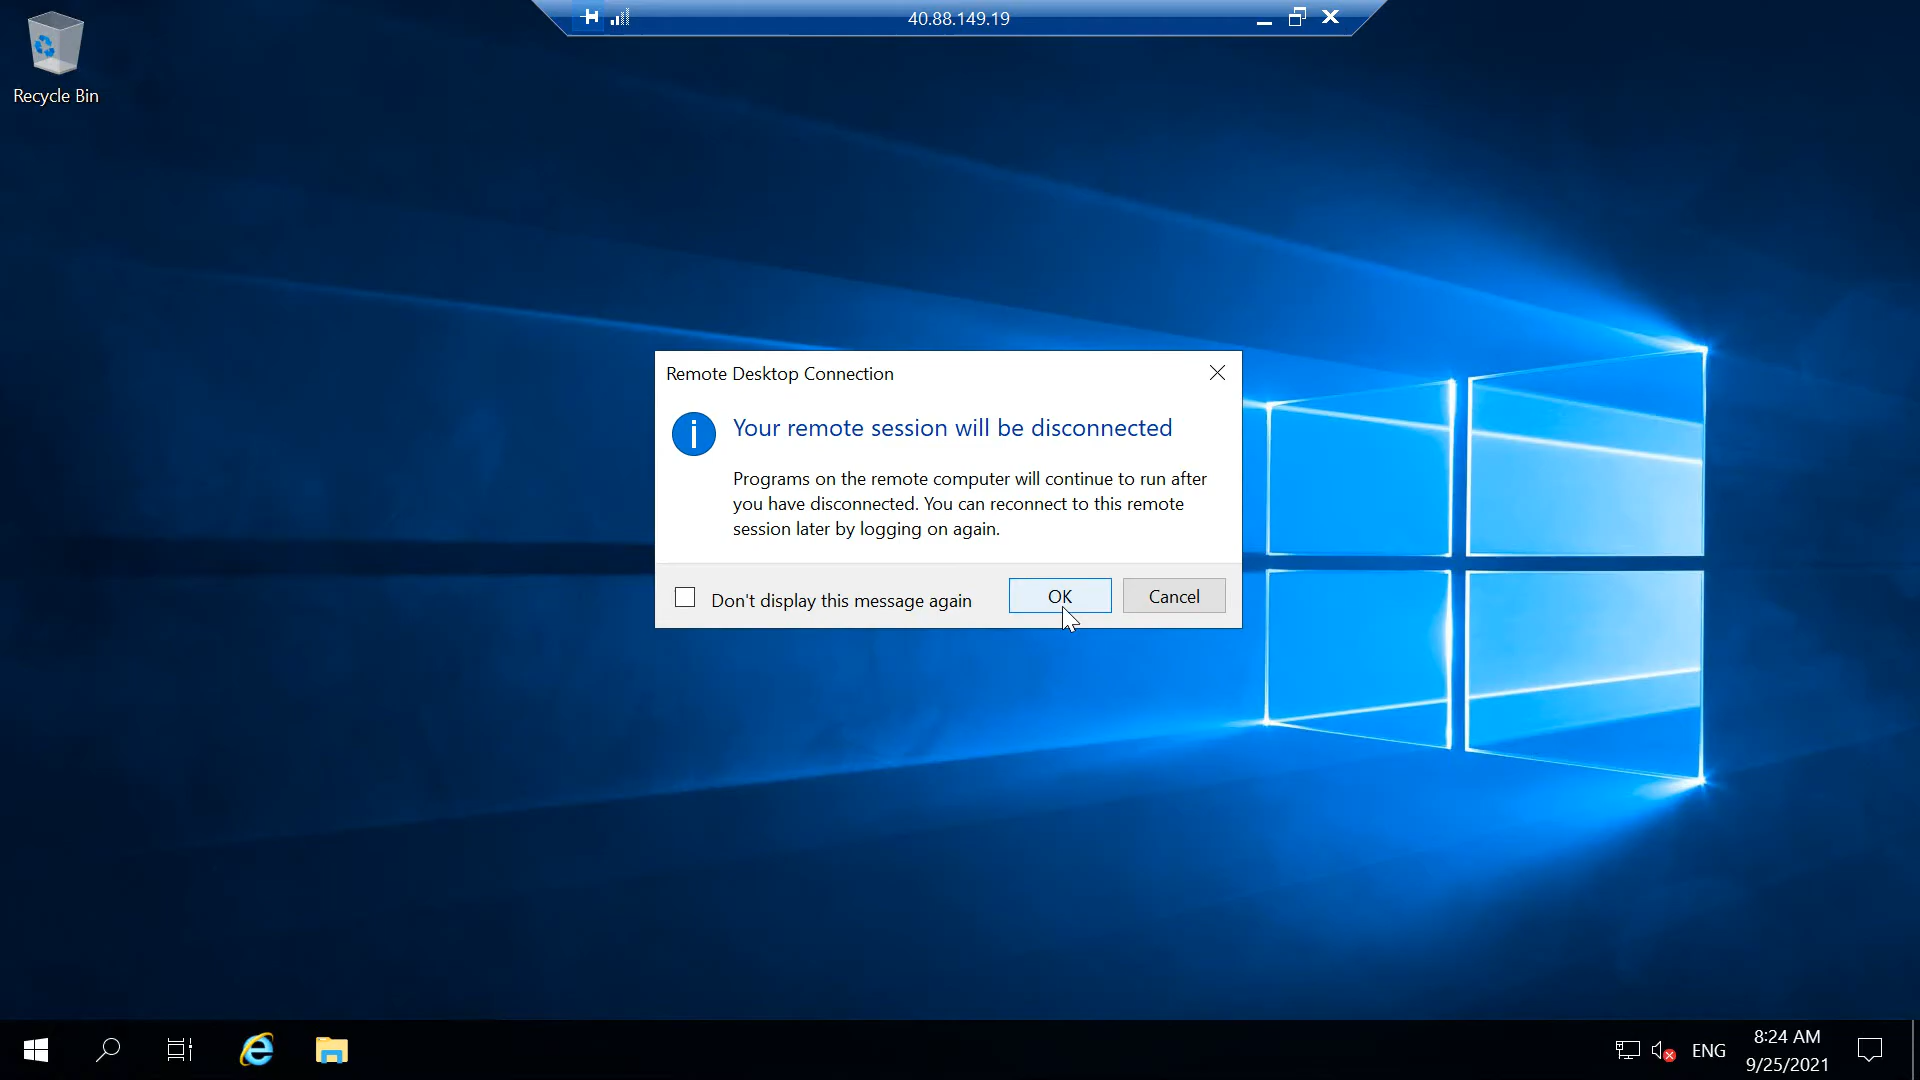 40.88.149.19
Recycle Bin
Remote Desktop Connection
Your remote session will be disconnected
Programs on the remote computer will continue to run after
you have disconnected. You can reconnect to this remote
session later by logging on again.
Don't display this message again
OK
Cancel
ENG
8:24 AM
9/25/2021